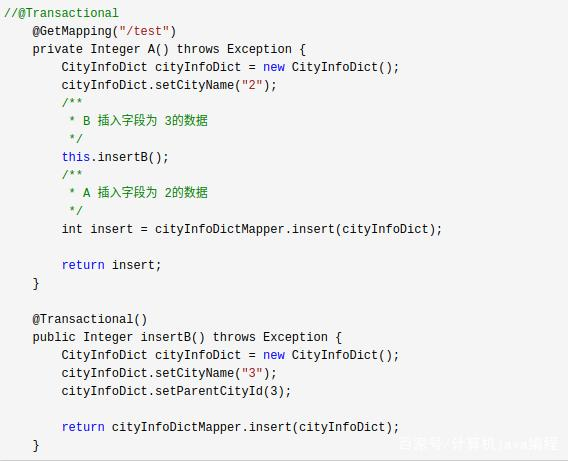 //@Transactional
    @GetMapping("/test")
    private Integer A() throws Exception {
        CityInfoDict cityInfoDict = new CityInfoDict();
        cityInfoDict.setCityName("2");
        /**
         * B 插入字段为 3的数据
         */
        this.insertB();
        /**
         * A 插入字段为 2的数据
         */
        int insert = cityInfoDictMapper.insert(cityInfoDict);

        return insert;
    }

    @Transactional()
    public Integer insertB() throws Exception {
        CityInfoDict cityInfoDict = new CityInfoDict();
        cityInfoDict.setCityName("3");
        cityInfoDict.setParentCityId(3);

        return cityInfoDictMapper.insert(cityInfoDict);
    }
百家号/计算机java编程